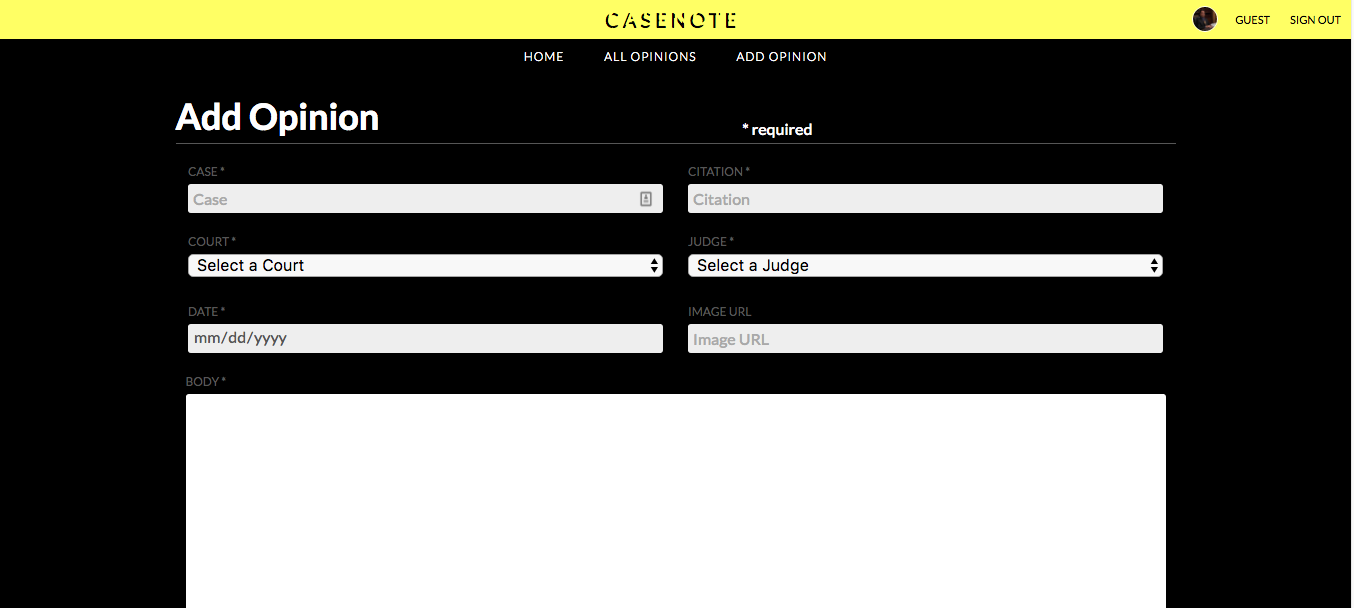 CASENOTE
GUEST SIGN OUT
HOME ALL OPINIONS ADD OPINION
Add Opinion
* required
CASE * CITATION *
Case Citation
COURT * JUDGE *
Select a Court Select a Judge
DATE * IMAGE URL
mm/dd/yyyy Image URL
BODY *